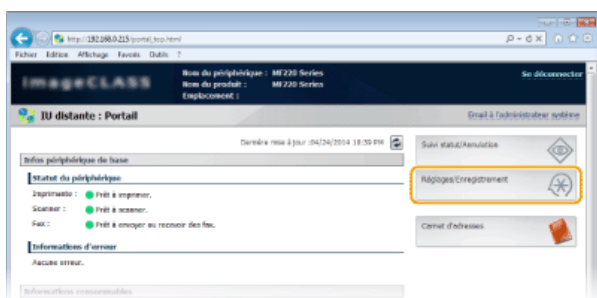 http://192.168.0.215/portal_top.html
Fichier Edition Affichage Favoris Outils ?
imageCLASS
Nom du périphérique : MF220 Series
Nom du produit : MF220 Series
Emplacement :
Se déconnecter
IU distante : Portail
Email à l'administrateur système
Dernière mise à jour :04/24/2014 18:59 PM
Infos périphérique de base
Statut du périphérique
Imprimante : Prêt à imprimer.
Scanner : Prêt à scanner.
Fax : Prêt à envoyer ou recevoir des fax.
Informations d'erreur
Aucune erreur.
Informations consommables
Suivi statut/Annulation
Réglages/Enregistrement
Carnet d'adresses